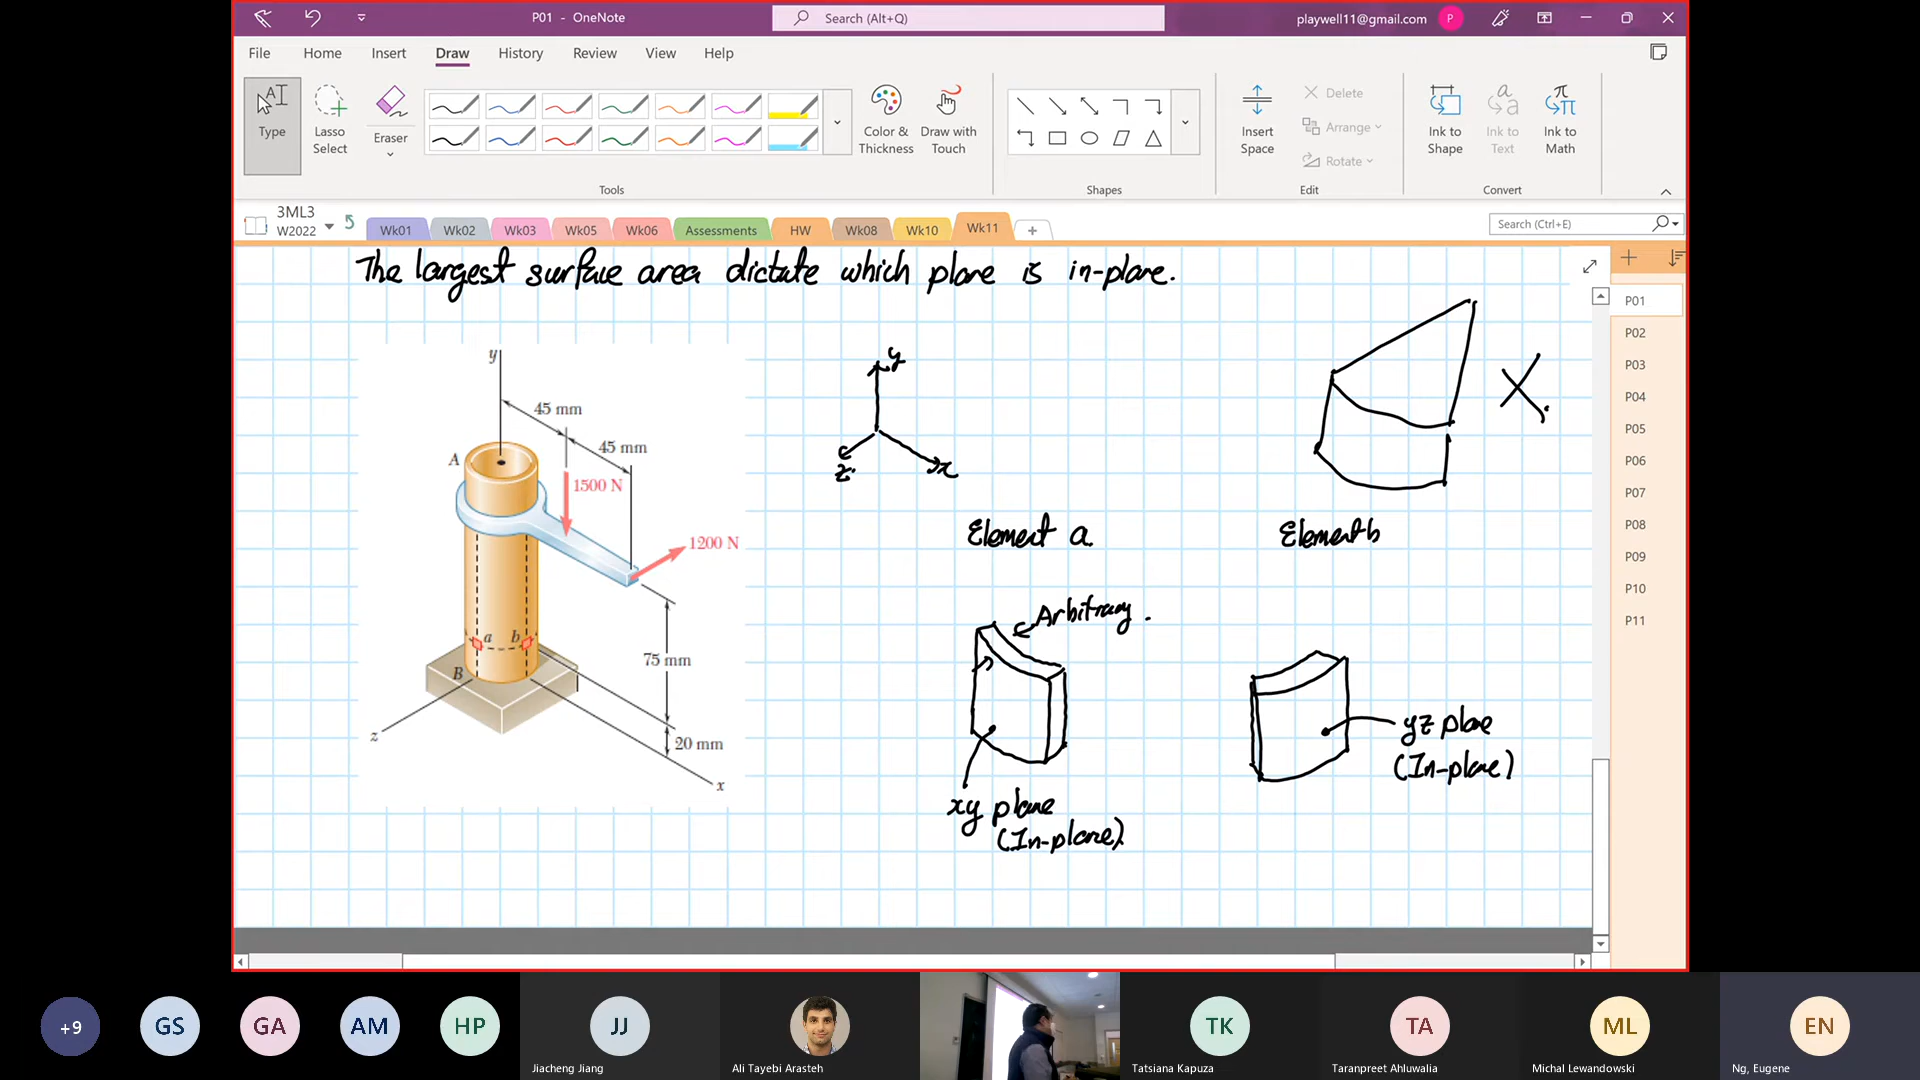 P01 - OneNote
Search (Alt+Q)
playwell11@gmail.com
P
File
Home
Insert
Draw
History
Review
View
Help
Type
Lasso
Select
Eraser
Color &
Thickness
Draw with
Touch
Insert
Space
Delete
Arrange
Rotate
Ink to
Shape
Ink to
Text
Ink to
Math
Tools
Shapes
Edit
Convert
3ML3
W2022
Wk01
Wk02
Wk03
Wk05
Wk06
Assessments
HW
Wk08
Wk10
Wk11
Search (Ctrl+E)
The largest surface area dictate which plane is in-plane.
P01
P02
P03
P04
P05
P06
P07
P08
P09
P10
P11
y
45 mm
45 mm
A
1500 N
1200 N
a
b
75 mm
B
z
20 mm
x
y
z
x
X
Element a.
Element b
Arbitrary.
xy plane
(In-plane)
yz plane
(In-plane)
+9
GS
GA
AM
HP
JJ
Jiacheng Jiang
Ali Tayebi Arasteh
TK
Tatsiana Kapuza
TA
Taranpreet Ahluwalia
ML
Michal Lewandowski
EN
Ng, Eugene